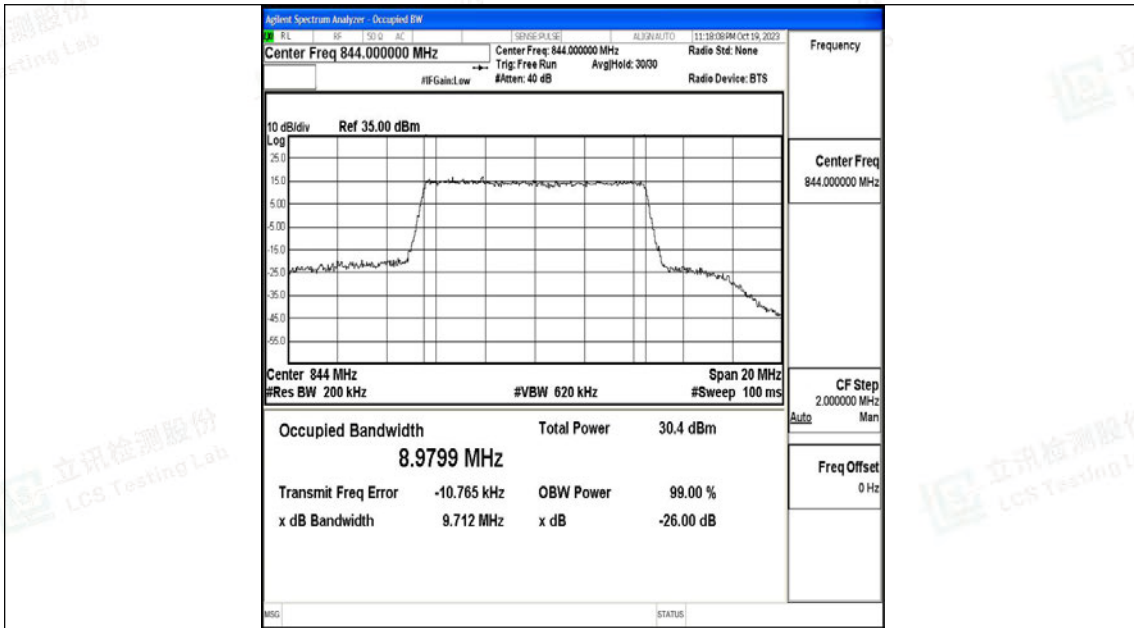 Agilent Spectrum Analyzer - Occupied BW
RL RF 50 Ω AC SENSE:PULSE ALIGNAUTO 11:18:08 PM Oct 19, 2023
Center Freq 844.000000 MHz
Center Freq: 844.000000 MHz
Radio Std: None
Trig: Free Run Avg|Hold: 30/30
#IFGain:Low
#Atten: 40 dB
Radio Device: BTS
Frequency
10 dB/div Ref 35.00 dBm
Log
25.0
15.0
5.00
-5.00
-15.0
-25.0
-35.0
-45.0
-55.0
Center 844 MHz
Span 20 MHz
#Res BW 200 kHz
#VBW 620 kHz
#Sweep 100 ms
Center Freq
844.000000 MHz
CF Step
2.000000 MHz
Auto Man
Freq Offset
0 Hz
Occupied Bandwidth
Total Power 30.4 dBm
8.9799 MHz
Transmit Freq Error -10.765 kHz
OBW Power 99.00 %
x dB Bandwidth 9.712 MHz
x dB -26.00 dB
MSG
STATUS
立讯检测股份
LCS Testing Lab
立讯检测股份
LCS Testing Lab